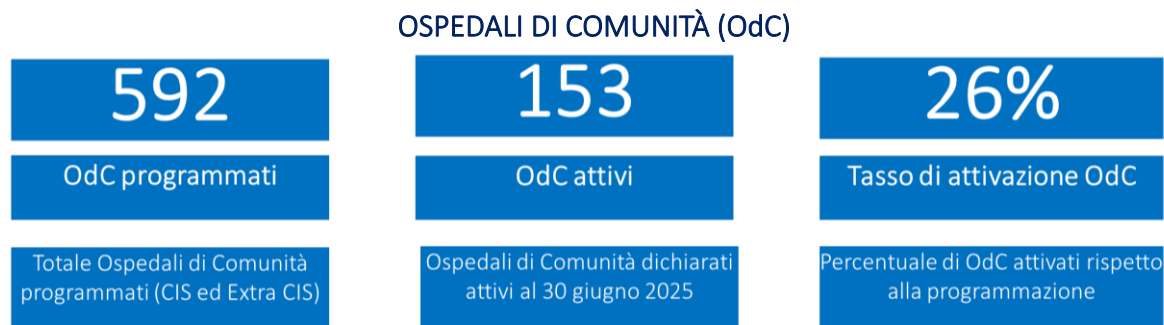 OSPEDALI DI COMUNITÀ (OdC)
592
OdC programmati
Totale Ospedali di Comunità
programmati (CIS ed Extra CIS)
153
OdC attivi
Ospedali di Comunità dichiarati
attivi al 30 giugno 2025
26%
Tasso di attivazione OdC
Percentuale di OdC attivati rispetto
alla programmazione